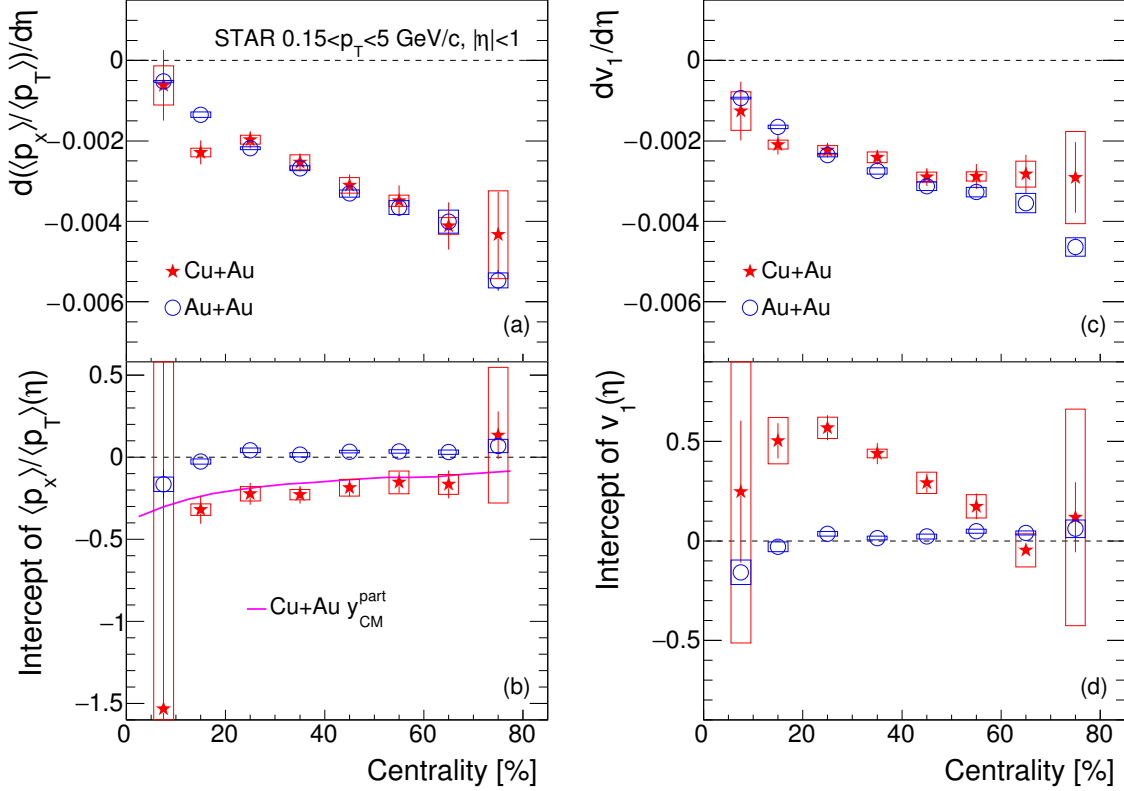 d(⟨p_x⟩/⟨p_T⟩)/dη
STAR 0.15<p_T<5 GeV/c, |η|<1
0
−0.002
−0.004
−0.006
Cu+Au
Au+Au
(a)
dv_1/dη
0
−0.002
−0.004
−0.006
Cu+Au
Au+Au
(c)
Intercept of ⟨p_x⟩/⟨p_T⟩(η)
0.5
0
−0.5
−1
−1.5
Cu+Au y_CM^part
(b)
0 20 40 60 80
Centrality [%]
Intercept of v_1(η)
0.5
0
−0.5
(d)
0 20 40 60 80
Centrality [%]